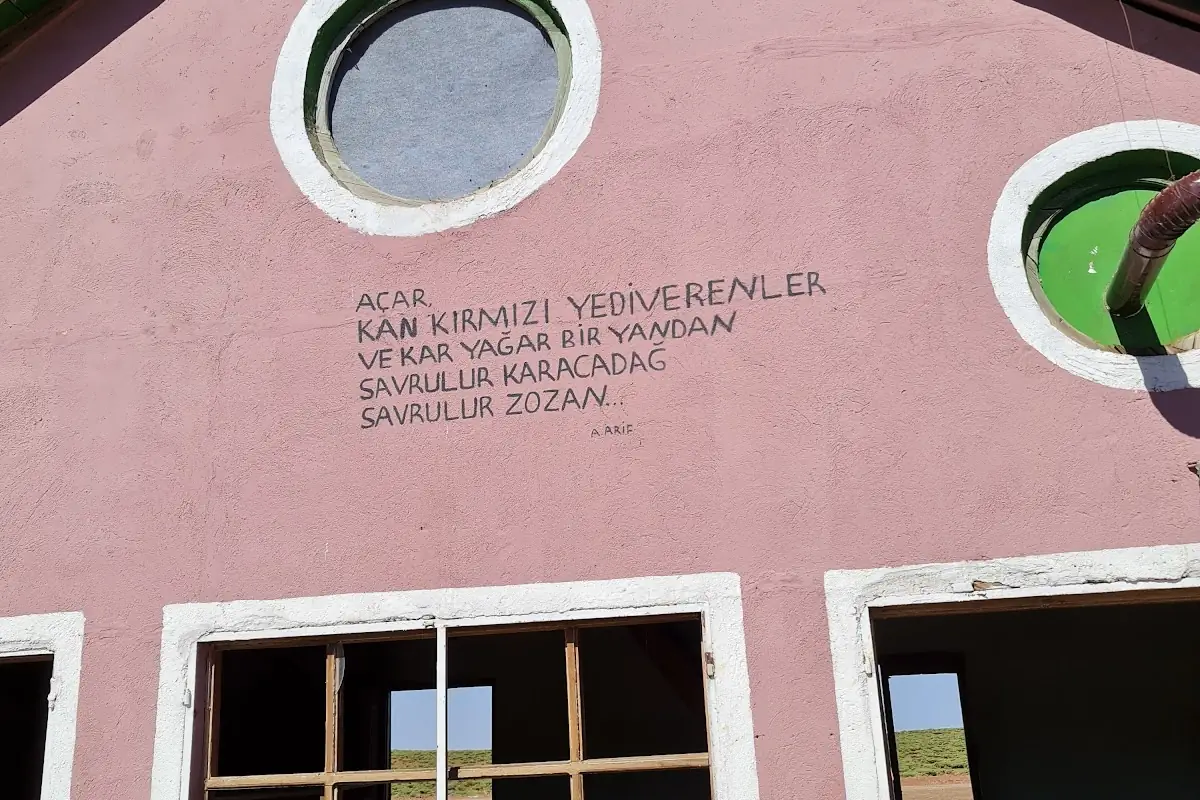 AÇAR,
KAN KIRMIZI YEDİVERENLER
VE KAR YAĞAR BİR YANDAN
SAVRULUR KARACADAĞ
SAVRULUR ZOZAN...
A. ARİF